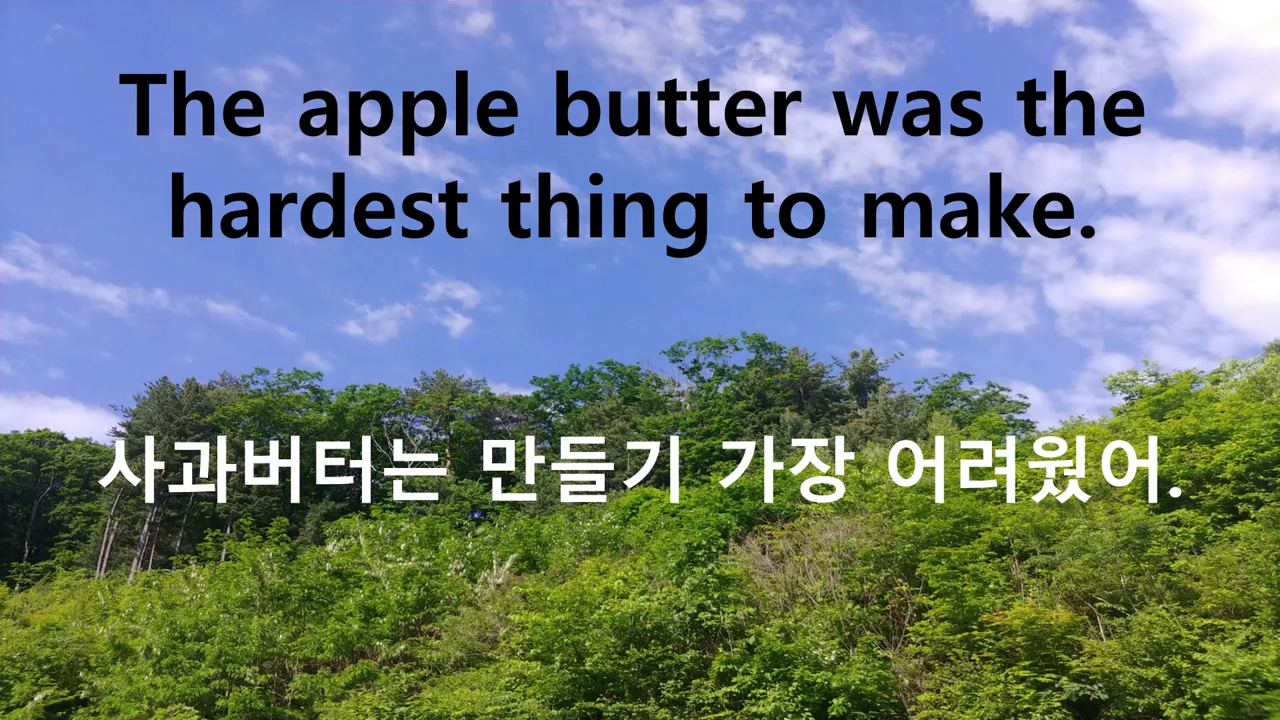 The apple butter was the
hardest thing to make.
사과버터는 만들기 가장 어려웠어.